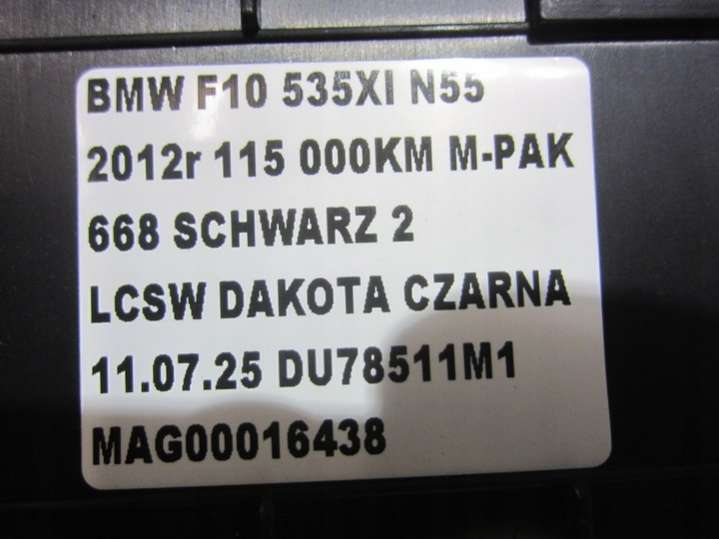 BMW F10 535XI N55
2012r 115 000KM M-PAK
668 SCHWARZ 2
LCSW DAKOTA CZARNA
11.07.25 DU78511M1
MAG00016438